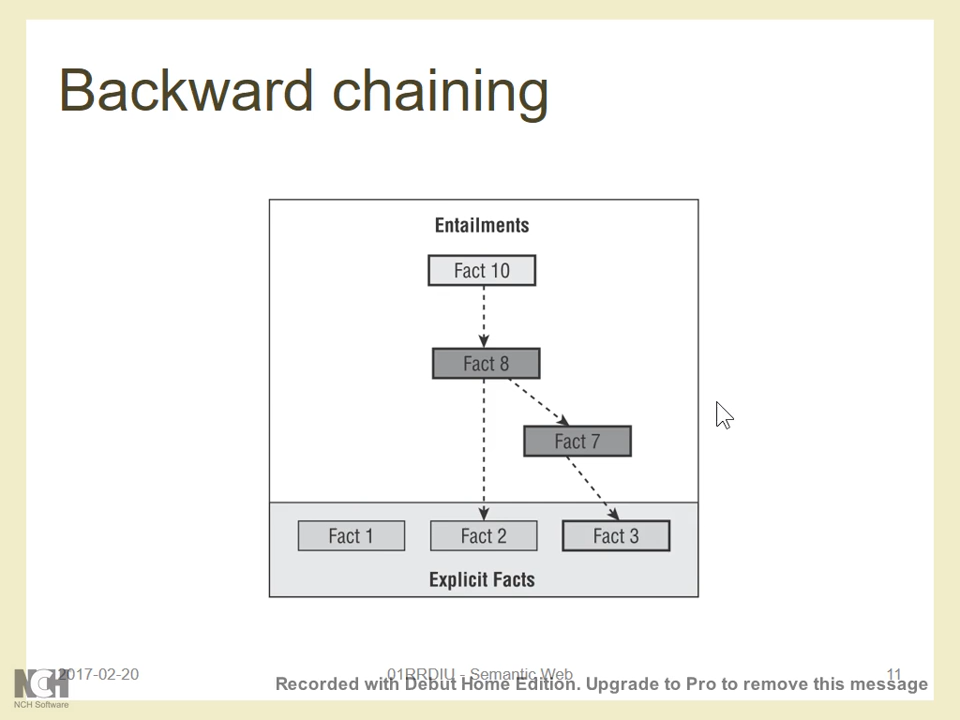 Backward chaining
Entailments
Fact 10
Fact 8
Fact 7
Fact 1 Fact 2 Fact 3
Explicit Facts
2017-02-20 01RRDIU - Semantic Web 11
Recorded with Debut Home Edition. Upgrade to Pro to remove this message
NCH
NCH Software